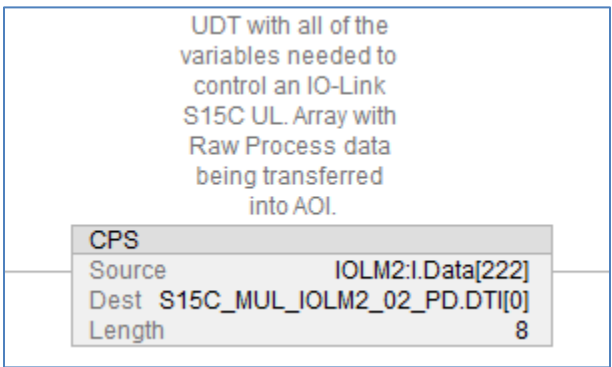 UDT with all of the
variables needed to
control an IO-Link
S15C UL. Array with
Raw Process data
being transferred
into AOI.
CPS
Source IOLM2:I.Data[222]
Dest S15C_MUL_IOLM2_02_PD.DTI[0]
Length 8